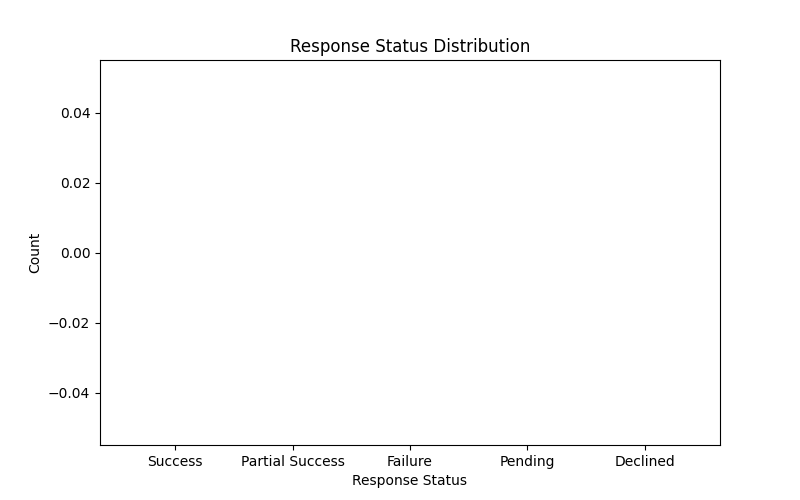 Response Status Distribution
0.04
0.02
0.00
−0.02
−0.04
Count
Success Partial Success Failure Pending Declined
Response Status